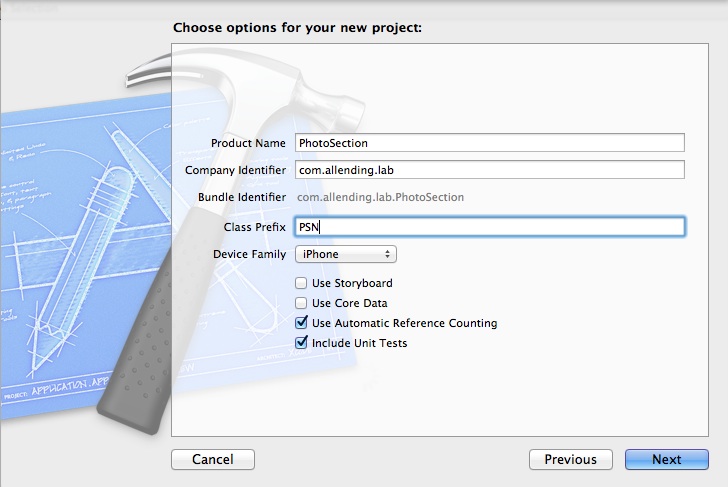 Choose options for your new project:
Product Name PhotoSection
Company Identifier com.allending.lab
Bundle Identifier com.allending.lab.PhotoSection
Class Prefix PSN
Device Family iPhone
Use Storyboard
Use Core Data
Use Automatic Reference Counting
Include Unit Tests
PROJECT: APPLICATION.APP
Cancel Previous Next